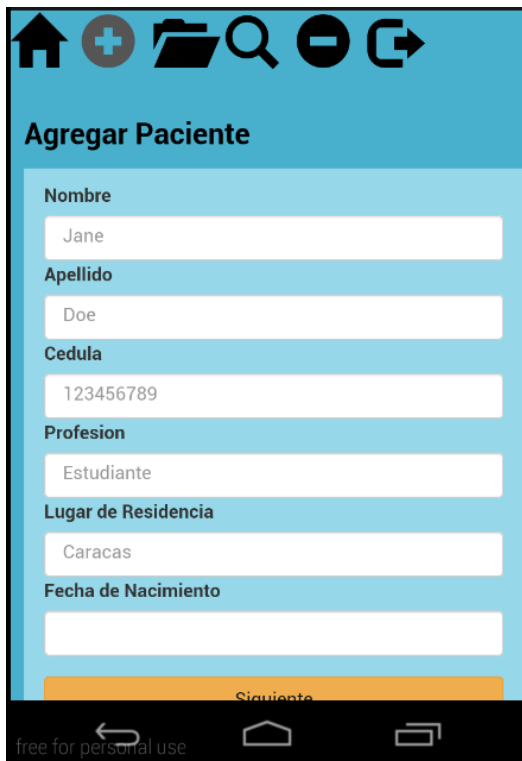 Agregar Paciente
Nombre
Jane
Apellido
Doe
Cedula
123456789
Profesion
Estudiante
Lugar de Residencia
Caracas
Fecha de Nacimiento
Siguiente
free for personal use